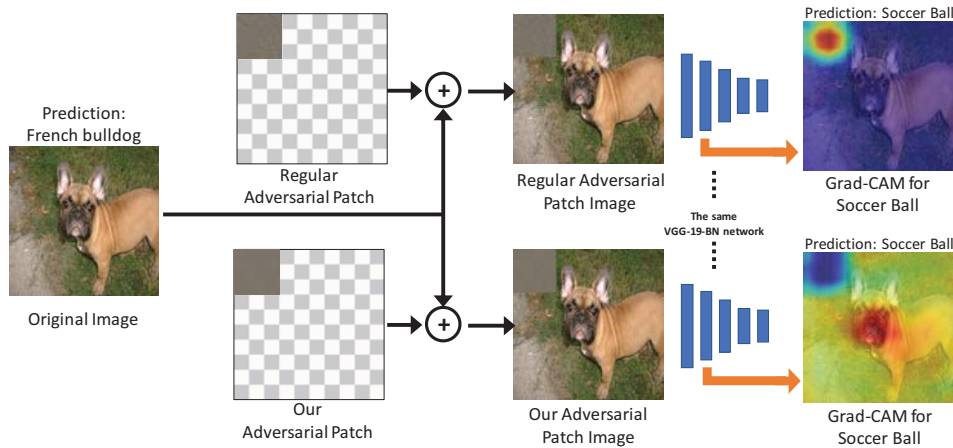 Prediction:
French bulldog
Original Image
Regular
Adversarial Patch
Our
Adversarial Patch
+
+
Regular Adversarial
Patch Image
Our Adversarial
Patch Image
The same
VGG-19-BN network
Prediction: Soccer Ball
Grad-CAM for
Soccer Ball
Prediction: Soccer Ball
Grad-CAM for
Soccer Ball